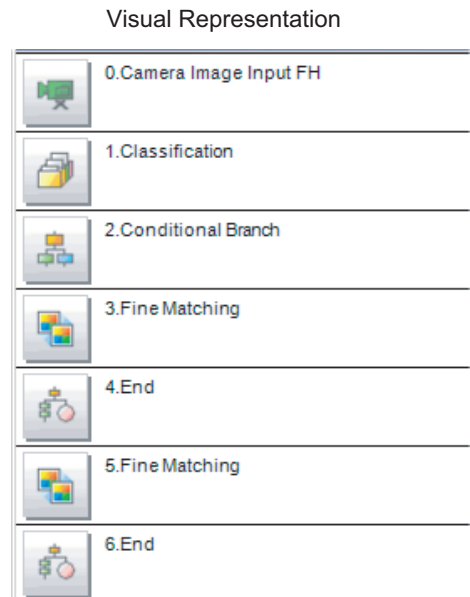 Visual Representation
0.Camera Image Input FH
1.Classification
2.Conditional Branch
3.Fine Matching
4.End
5.Fine Matching
6.End